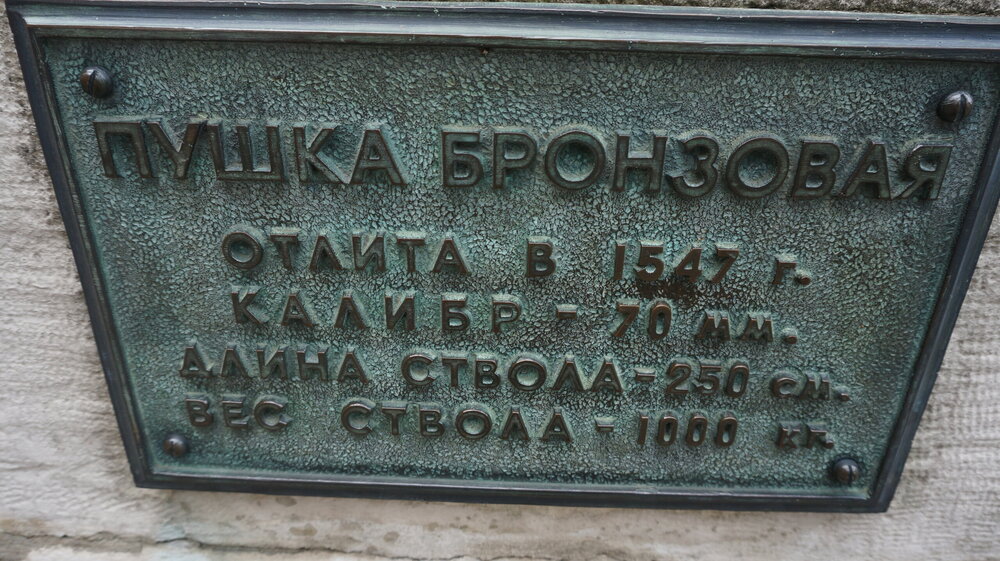 ПУШКА БРОНЗОВАЯ
ОТЛИТА В 1547 г.
КАЛИБР - 70 мм.
ДЛИНА СТВОЛА - 250 см.
ВЕС СТВОЛА - 1000 кг.